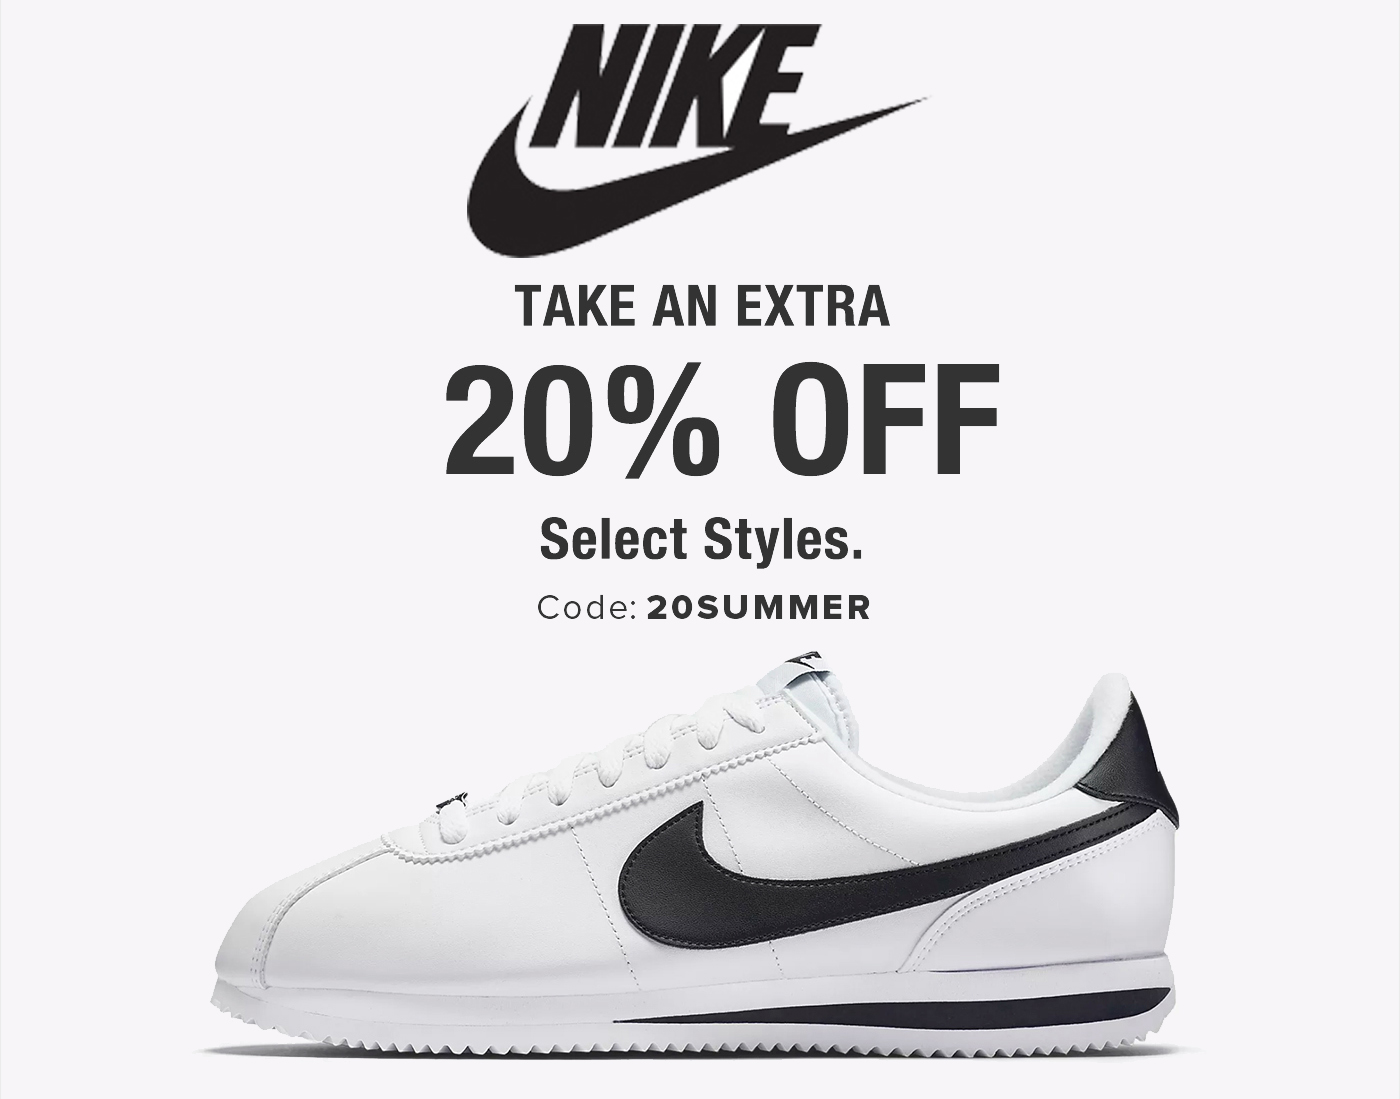 NIKE
TAKE AN EXTRA
20% OFF
Select Styles.
Code: 20SUMMER